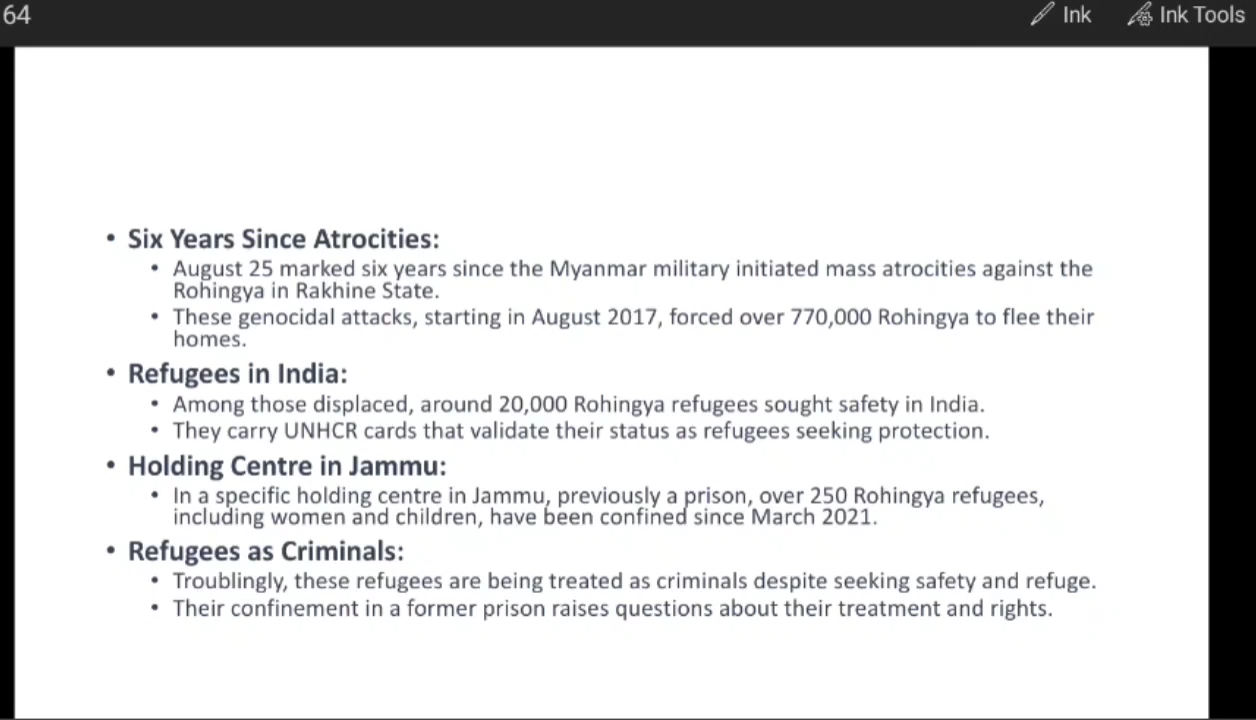 64
Ink
Ink Tools
• Six Years Since Atrocities:
• August 25 marked six years since the Myanmar military initiated mass atrocities against the
Rohingya in Rakhine State.
• These genocidal attacks, starting in August 2017, forced over 770,000 Rohingya to flee their
homes.
• Refugees in India:
• Among those displaced, around 20,000 Rohingya refugees sought safety in India.
• They carry UNHCR cards that validate their status as refugees seeking protection.
• Holding Centre in Jammu:
• In a specific holding centre in Jammu, previously a prison, over 250 Rohingya refugees,
including women and children, have been confined since March 2021.
• Refugees as Criminals:
• Troublingly, these refugees are being treated as criminals despite seeking safety and refuge.
• Their confinement in a former prison raises questions about their treatment and rights.